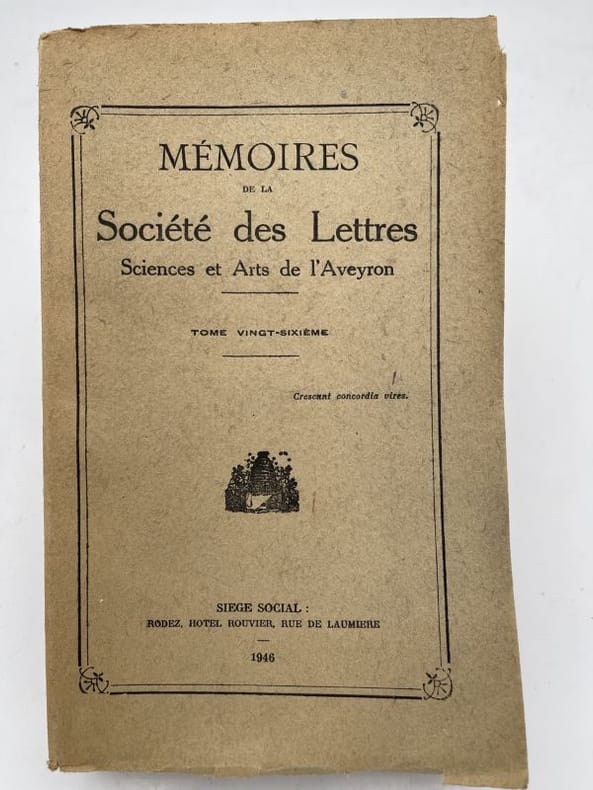 MÉMOIRES
DE LA
Société des Lettres
Sciences et Arts de l'Aveyron
TOME VINGT-SIXIÈME
Crescunt concordia vires.
SIEGE SOCIAL :
RODEZ, HOTEL ROUVIER, RUE DE LAUMIERE
1946